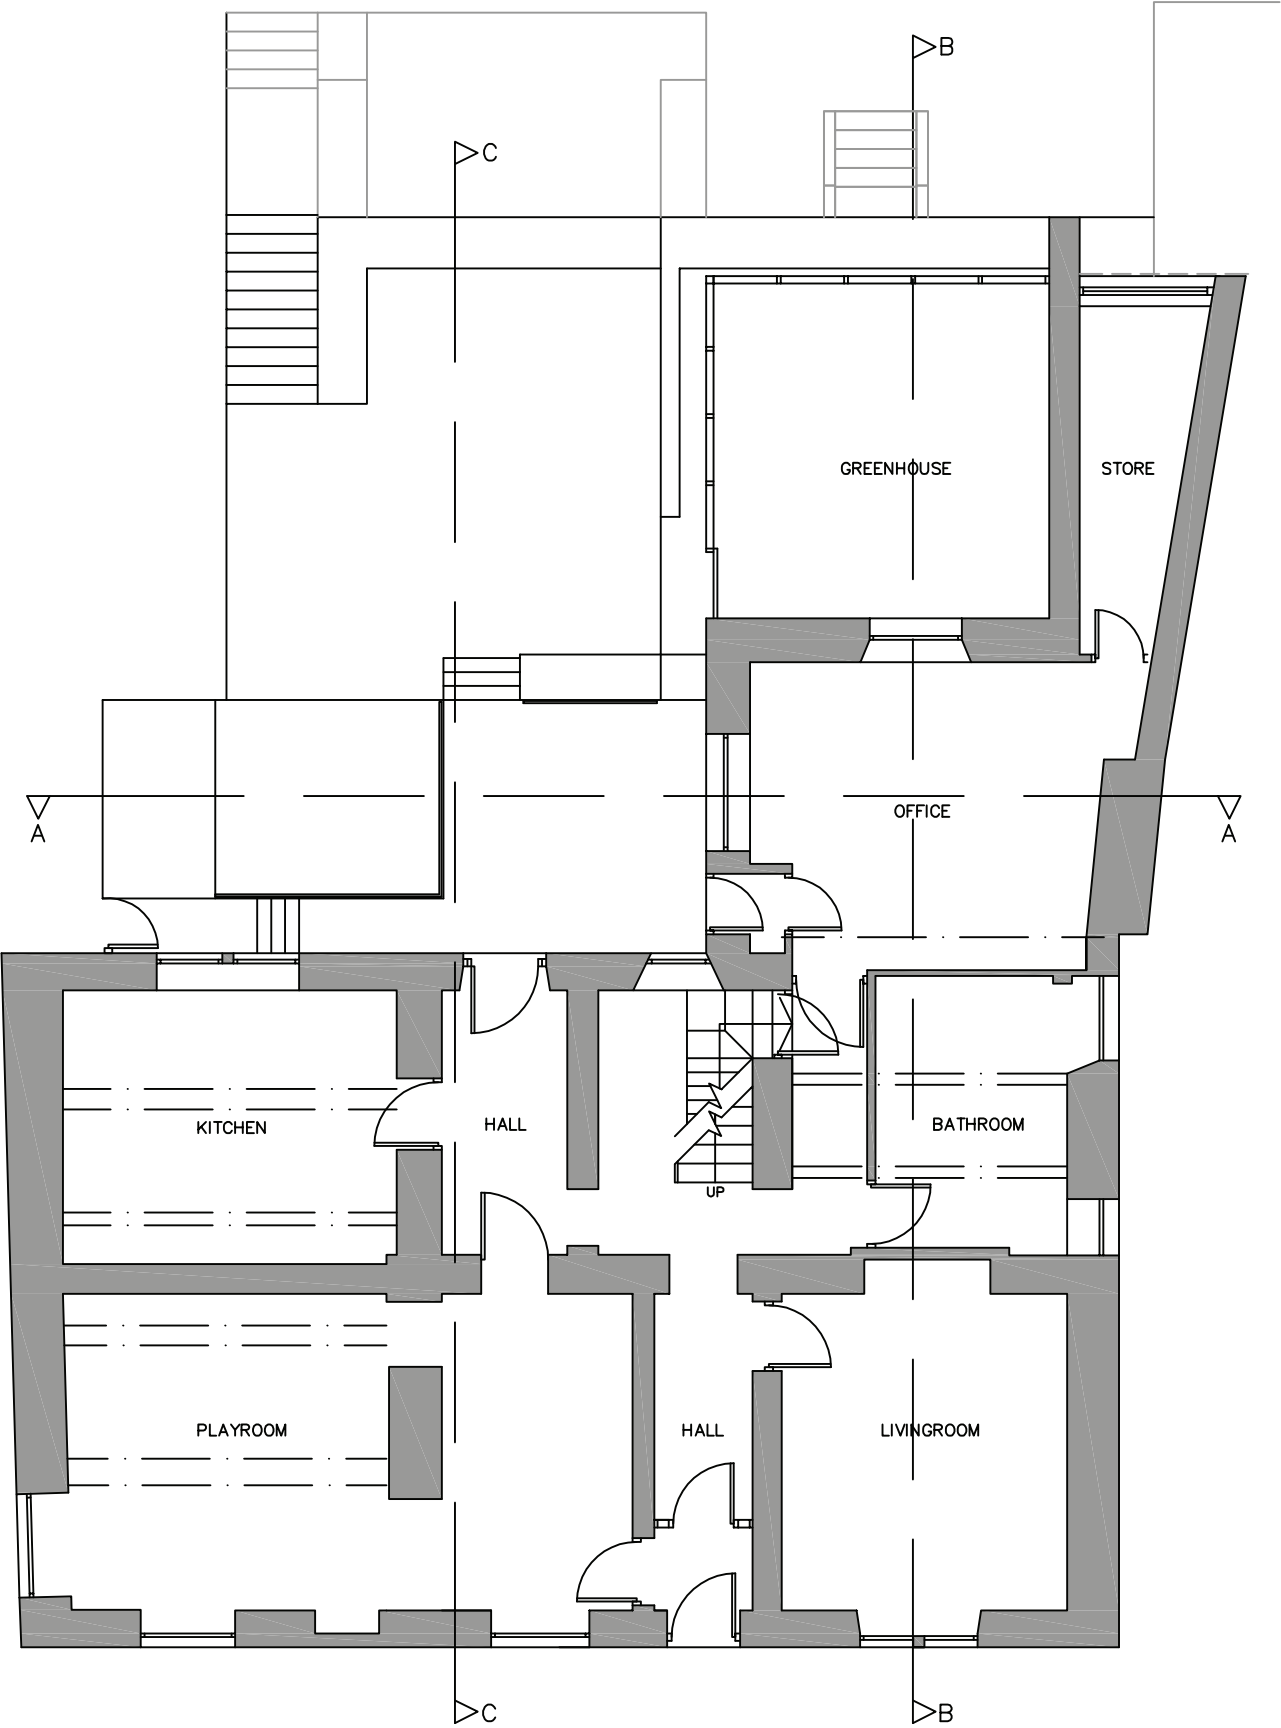 B
C
GREENHOUSE
STORE
OFFICE
A
A
KITCHEN
HALL
BATHROOM
UP
PLAYROOM
HALL
LIVINGROOM
C
B